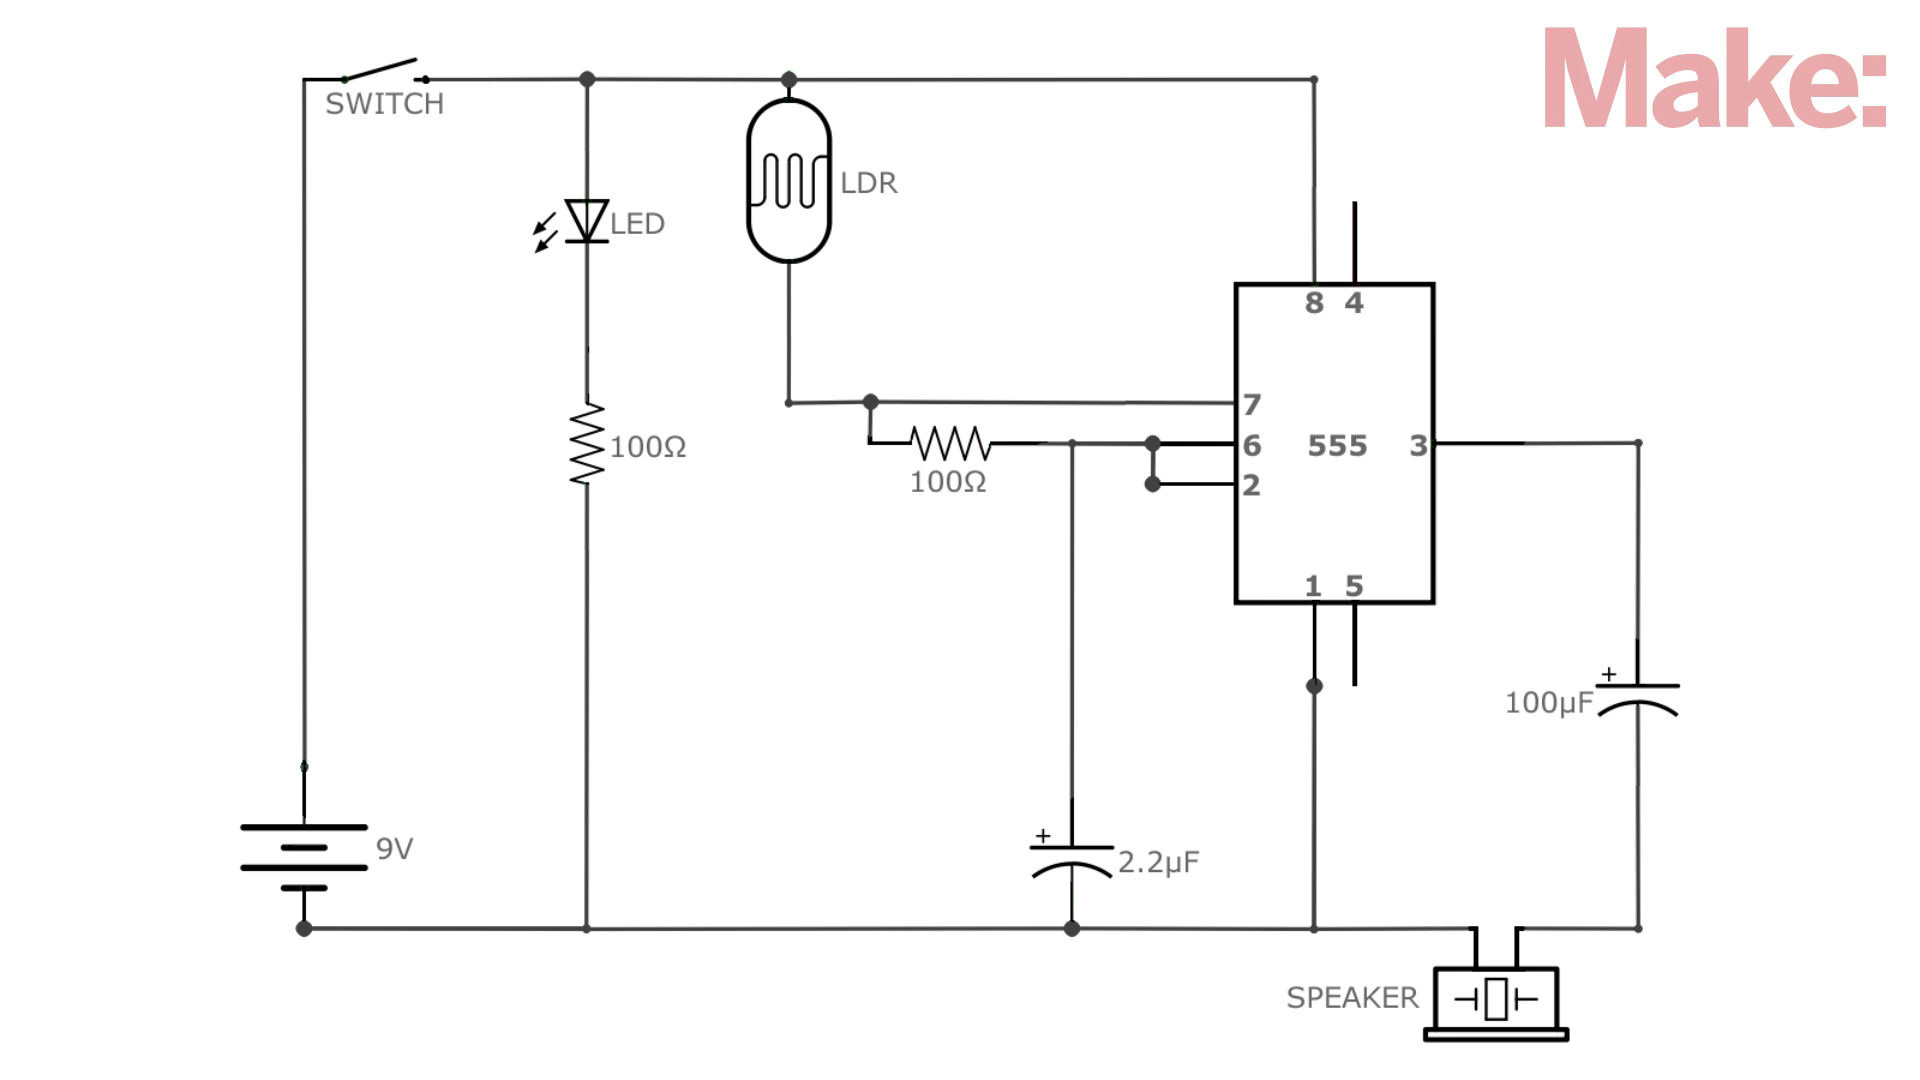 Make:
SWITCH
LDR
LED
8 4
7
100Ω
6 555 3
100Ω
2
1 5
+
100µF
+
9V
2.2µF
SPEAKER